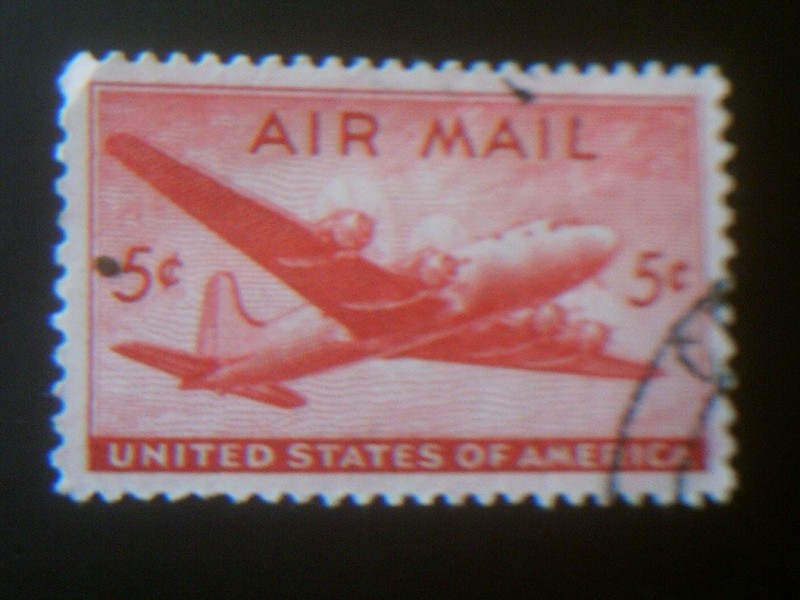 AIR MAIL
5¢ 5¢
UNITED STATES OF AMERICA